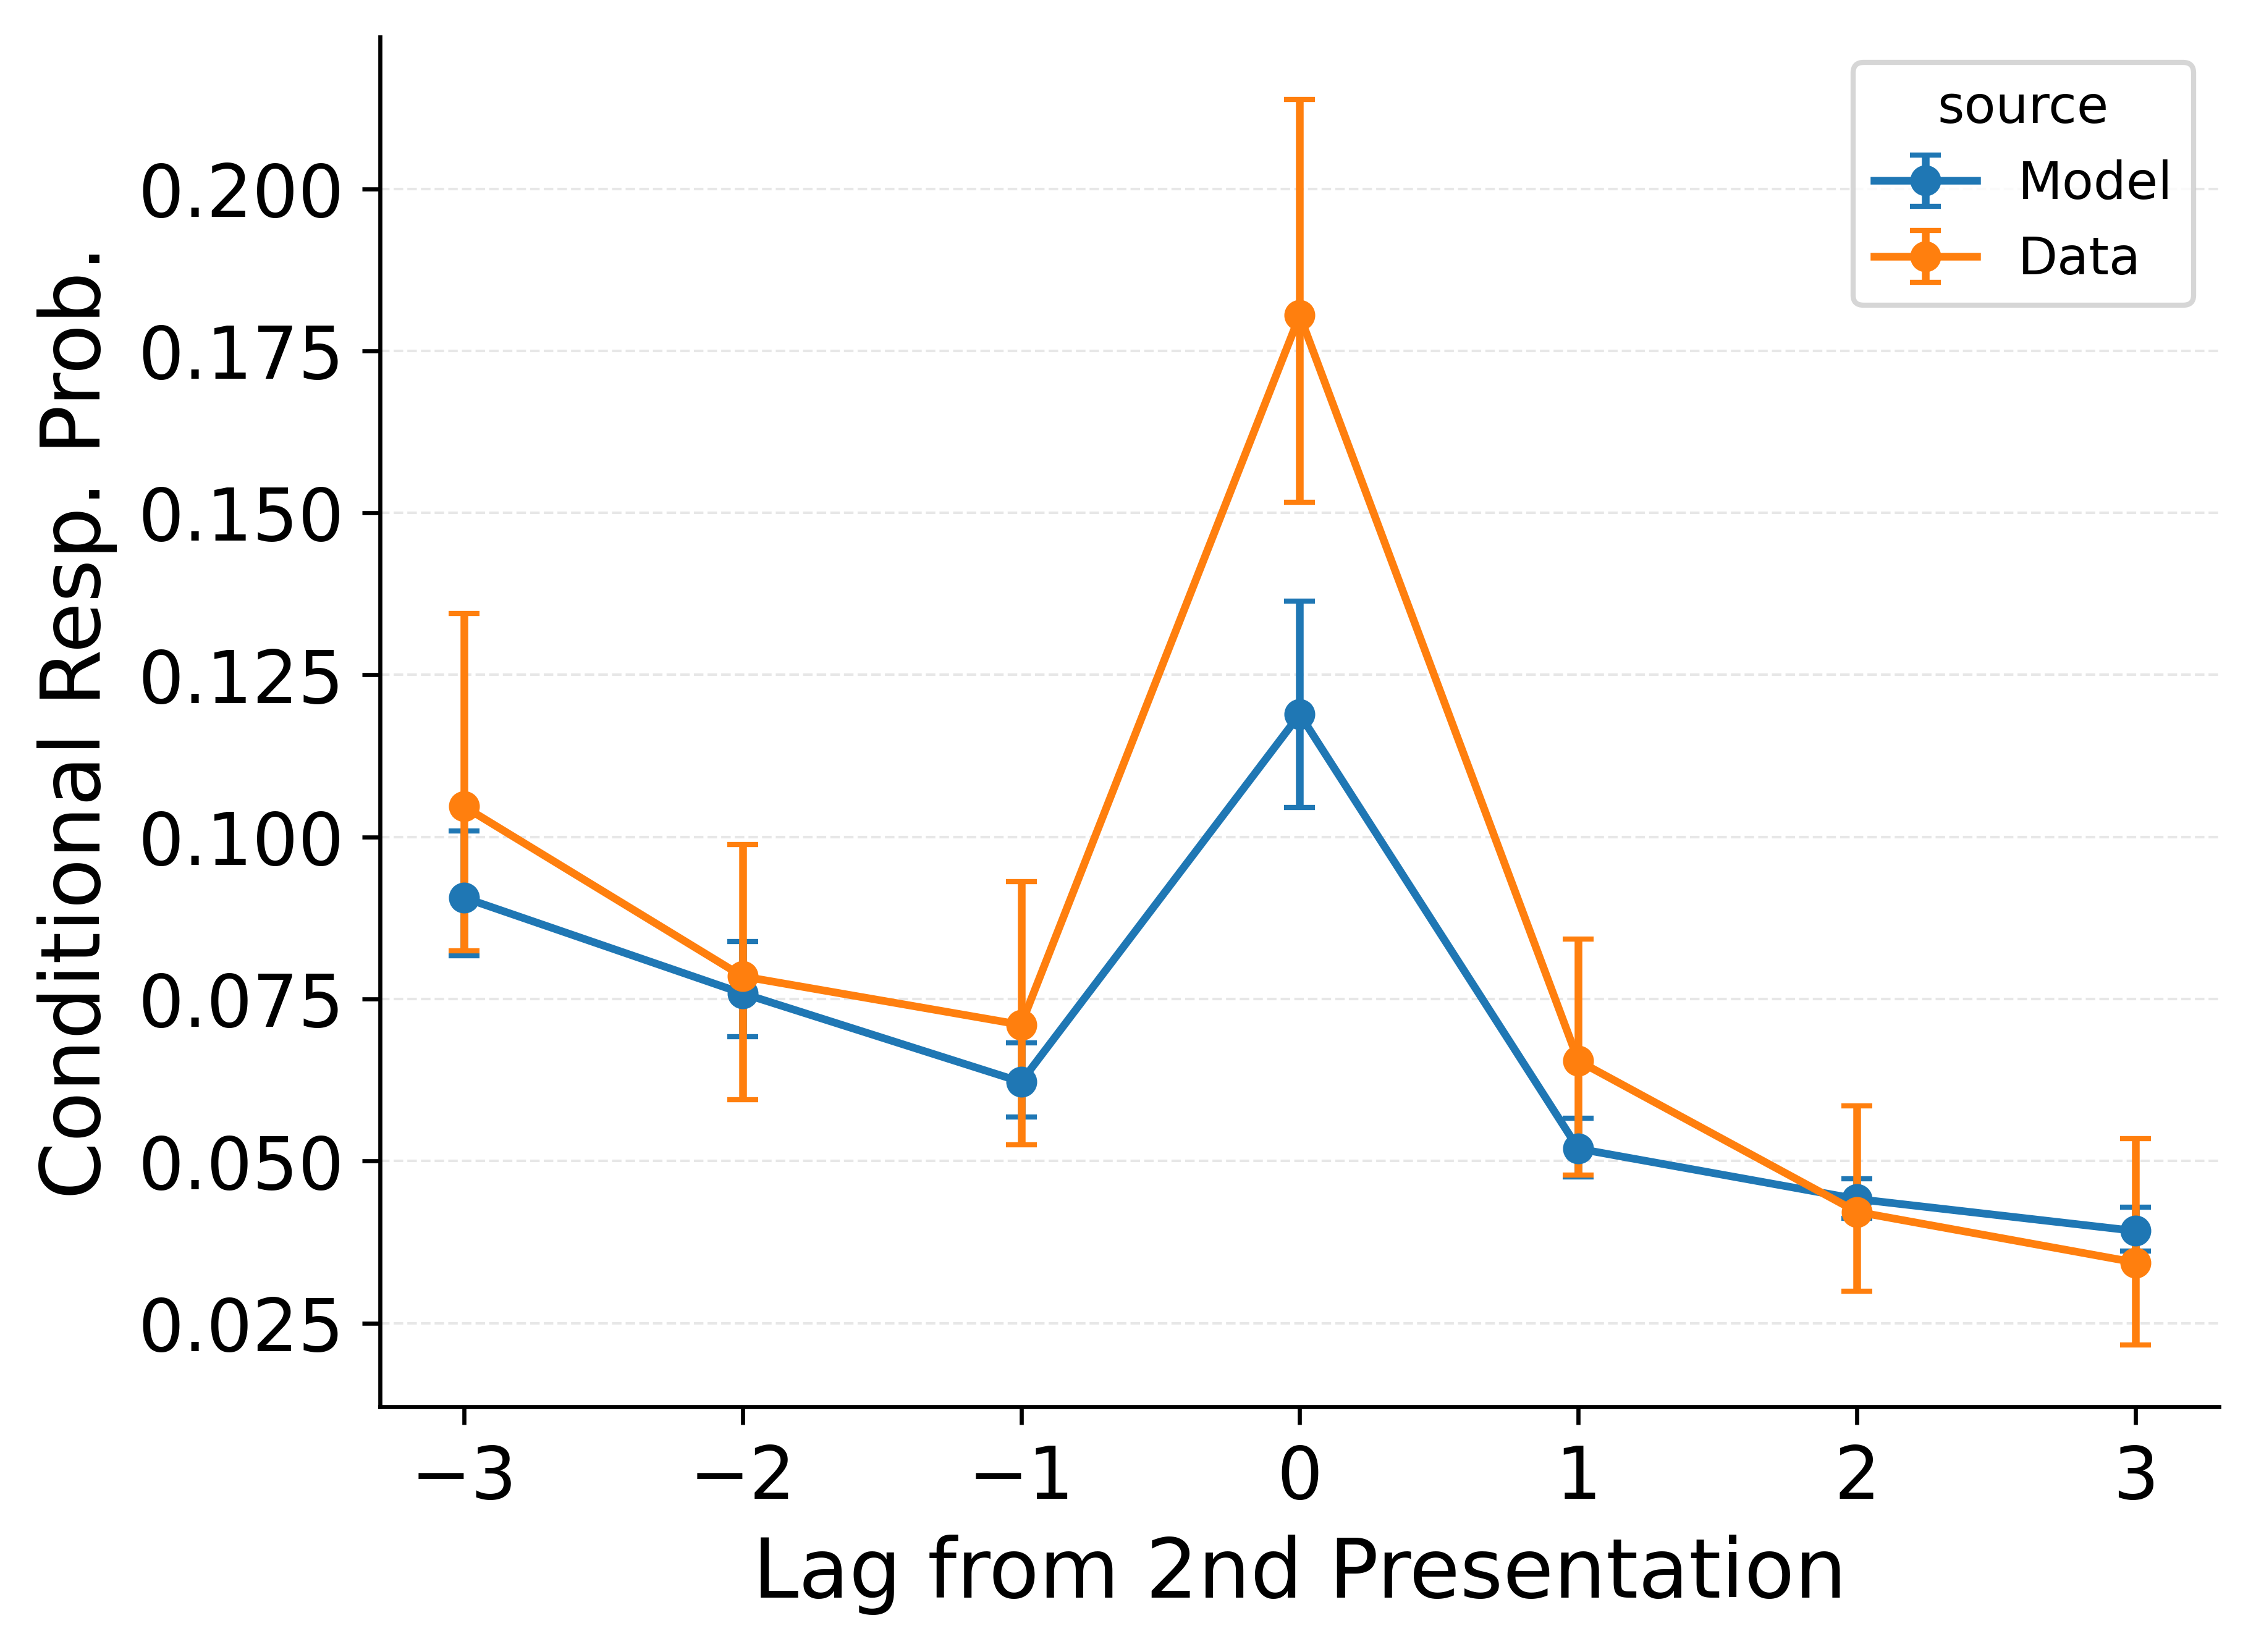 source
Model
Data
Conditional Resp. Prob.
0.200
0.175
0.150
0.125
0.100
0.075
0.050
0.025
−3 −2 −1 0 1 2 3
Lag from 2nd Presentation